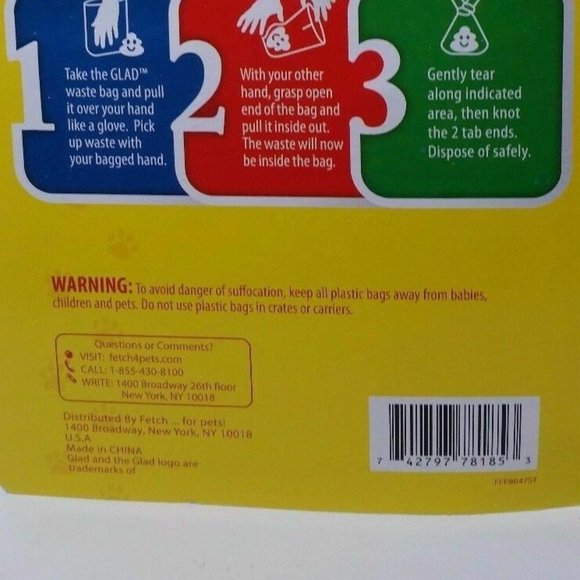 1
Take the GLAD™
waste bag and pull
it over your hand
like a glove. Pick
up waste with
your bagged hand.
2
With your other
hand, grasp open
end of the bag and
pull it inside out.
The waste will now
be inside the bag.
3
Gently tear
along indicated
area, then knot
the 2 tab ends.
Dispose of safely.
WARNING: To avoid danger of suffocation, keep all plastic bags away from babies,
children and pets. Do not use plastic bags in crates or carriers.
Questions or Comments?
VISIT: fetch4pets.com
CALL: 1-855-430-8100
WRITE: 1400 Broadway 26th floor
New York, NY 10018
Distributed By Fetch ... for pets!
1400 Broadway, New York, NY 10018
U.S.A
Made in CHINA
Glad and the Glad logo are
trademarks of
7 42797 78185 3
FFP8647ST